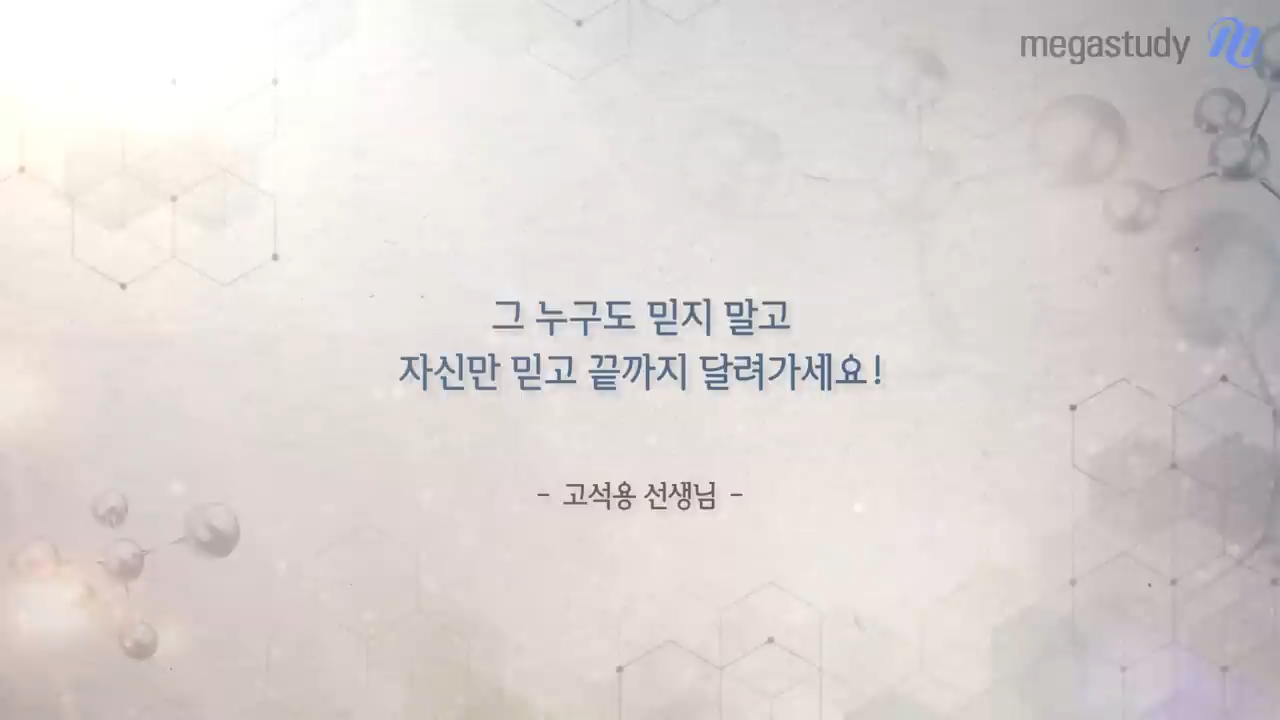 megastudy
그 누구도 믿지 말고
자신만 믿고 끝까지 달려가세요!
- 고석용 선생님 -